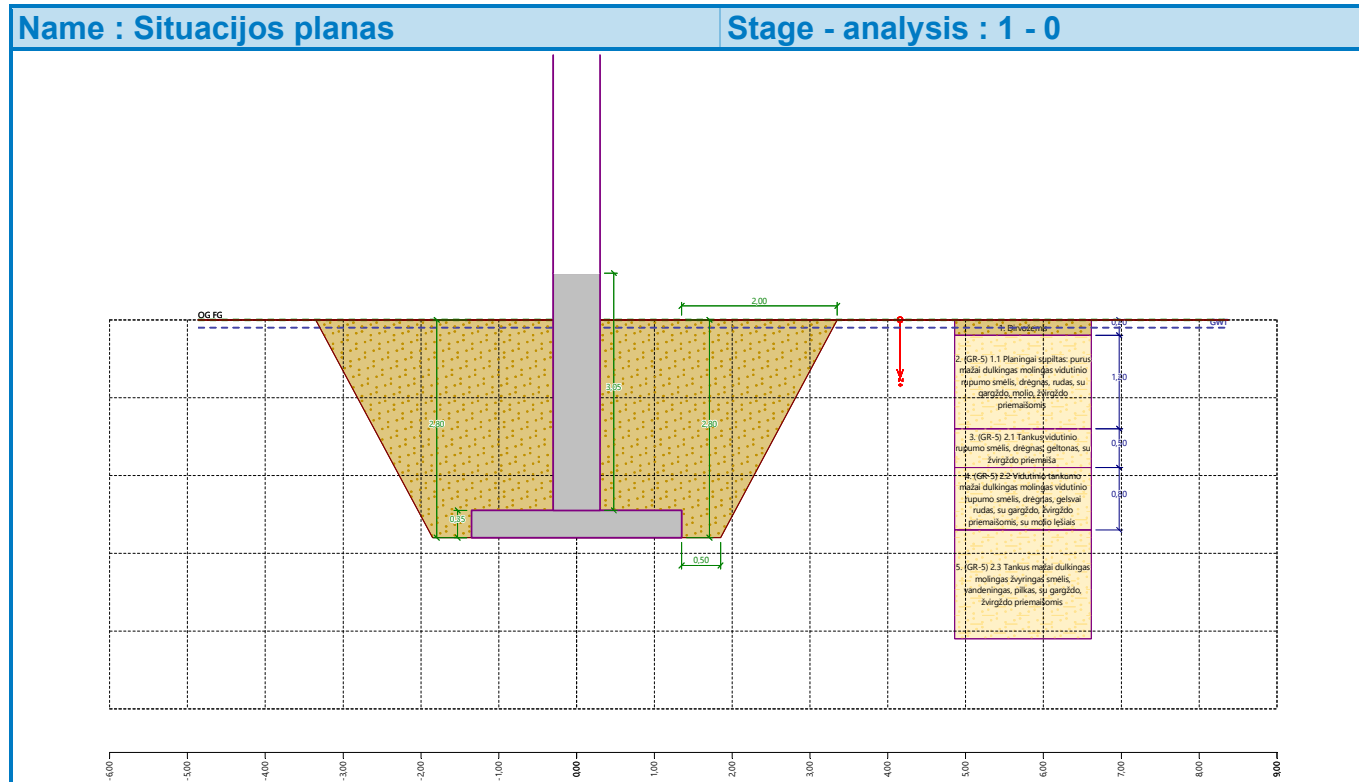 Name : Situacijos planas
Stage - analysis : 1 - 0
2,00
OG FG
GWT
0,20
1. Dirvožemis
+z
2. (GR-5) 1.1 Planingai supiltas: purus
mažai dulkingas molingas vidutinio
rupumo smėlis, drėgnas, rudas, su
gargždo, molio, žvirgždo
priemaišomis
1,20
3,05
2,80
2,80
3. (GR-5) 2.1 Tankus vidutinio
rupumo smėlis, drėgnas, geltonas, su
žvirgždo priemaiša
0,50
4. (GR-5) 2.2 Vidutinio tankumo
mažai dulkingas molingas vidutinio
rupumo smėlis, drėgnas, gelsvai
rudas, su gargždo, žvirgždo
priemaišomis, su molio lęšiais
0,80
0,35
0,50
5. (GR-5) 2.3 Tankus mažai dulkingas
molingas žvyringas smėlis,
vandeningas, pilkas, su gargždo,
žvirgždo priemaišomis
-6,00 -5,00 -4,00 -3,00 -2,00 -1,00 0,00 1,00 2,00 3,00 4,00 5,00 6,00 7,00 8,00 9,00